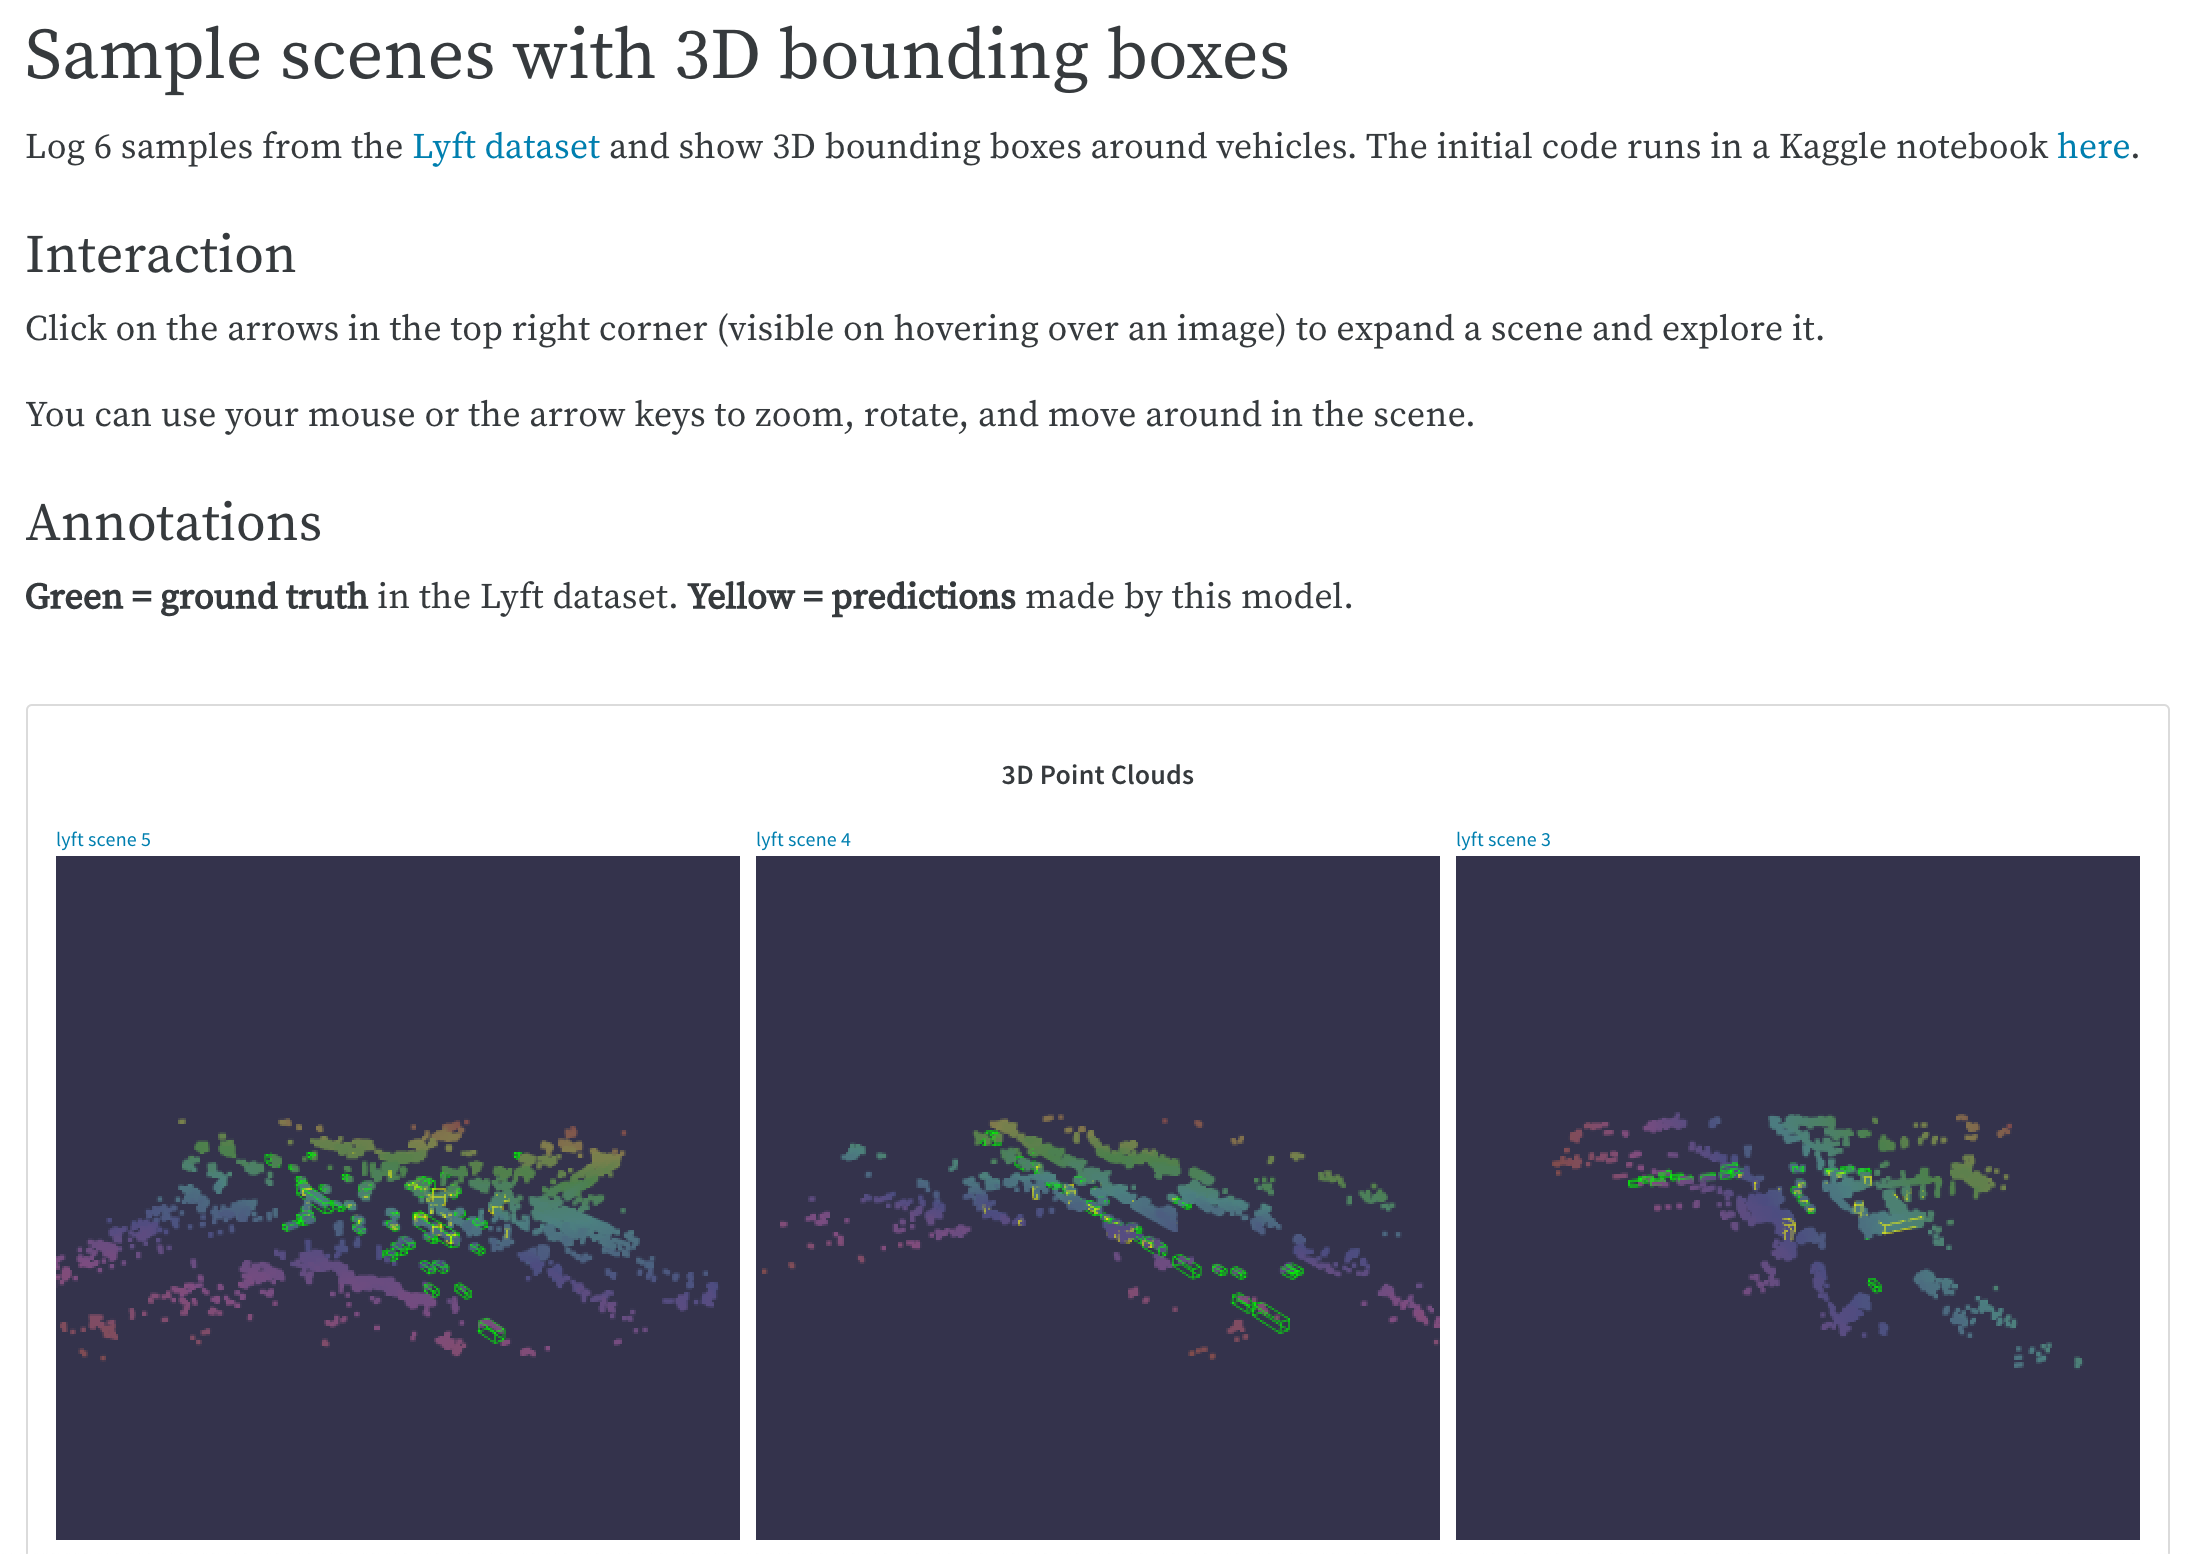 Sample scenes with 3D bounding boxes
Log 6 samples from the Lyft dataset and show 3D bounding boxes around vehicles. The initial code runs in a Kaggle notebook here.
Interaction
Click on the arrows in the top right corner (visible on hovering over an image) to expand a scene and explore it.
You can use your mouse or the arrow keys to zoom, rotate, and move around in the scene.
Annotations
Green = ground truth in the Lyft dataset. Yellow = predictions made by this model.
3D Point Clouds
lyft scene 5
lyft scene 4
lyft scene 3